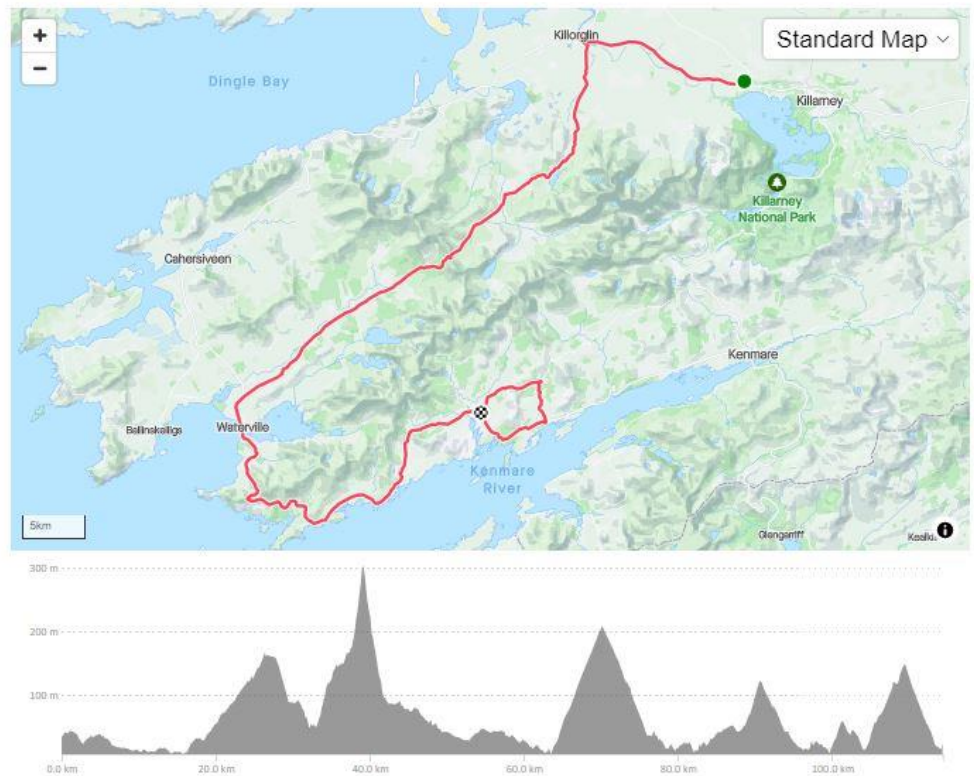 +
Killorglin
Standard Map
−
Dingle Bay
Killarney
Killarney
National Park
Cahersiveen
Kenmare
Ballinskelligs
Waterville
Kenmare
River
5km
Glengarriff
300 m
200 m
100 m
0.0 km
20.0 km
40.0 km
60.0 km
80.0 km
100.0 km